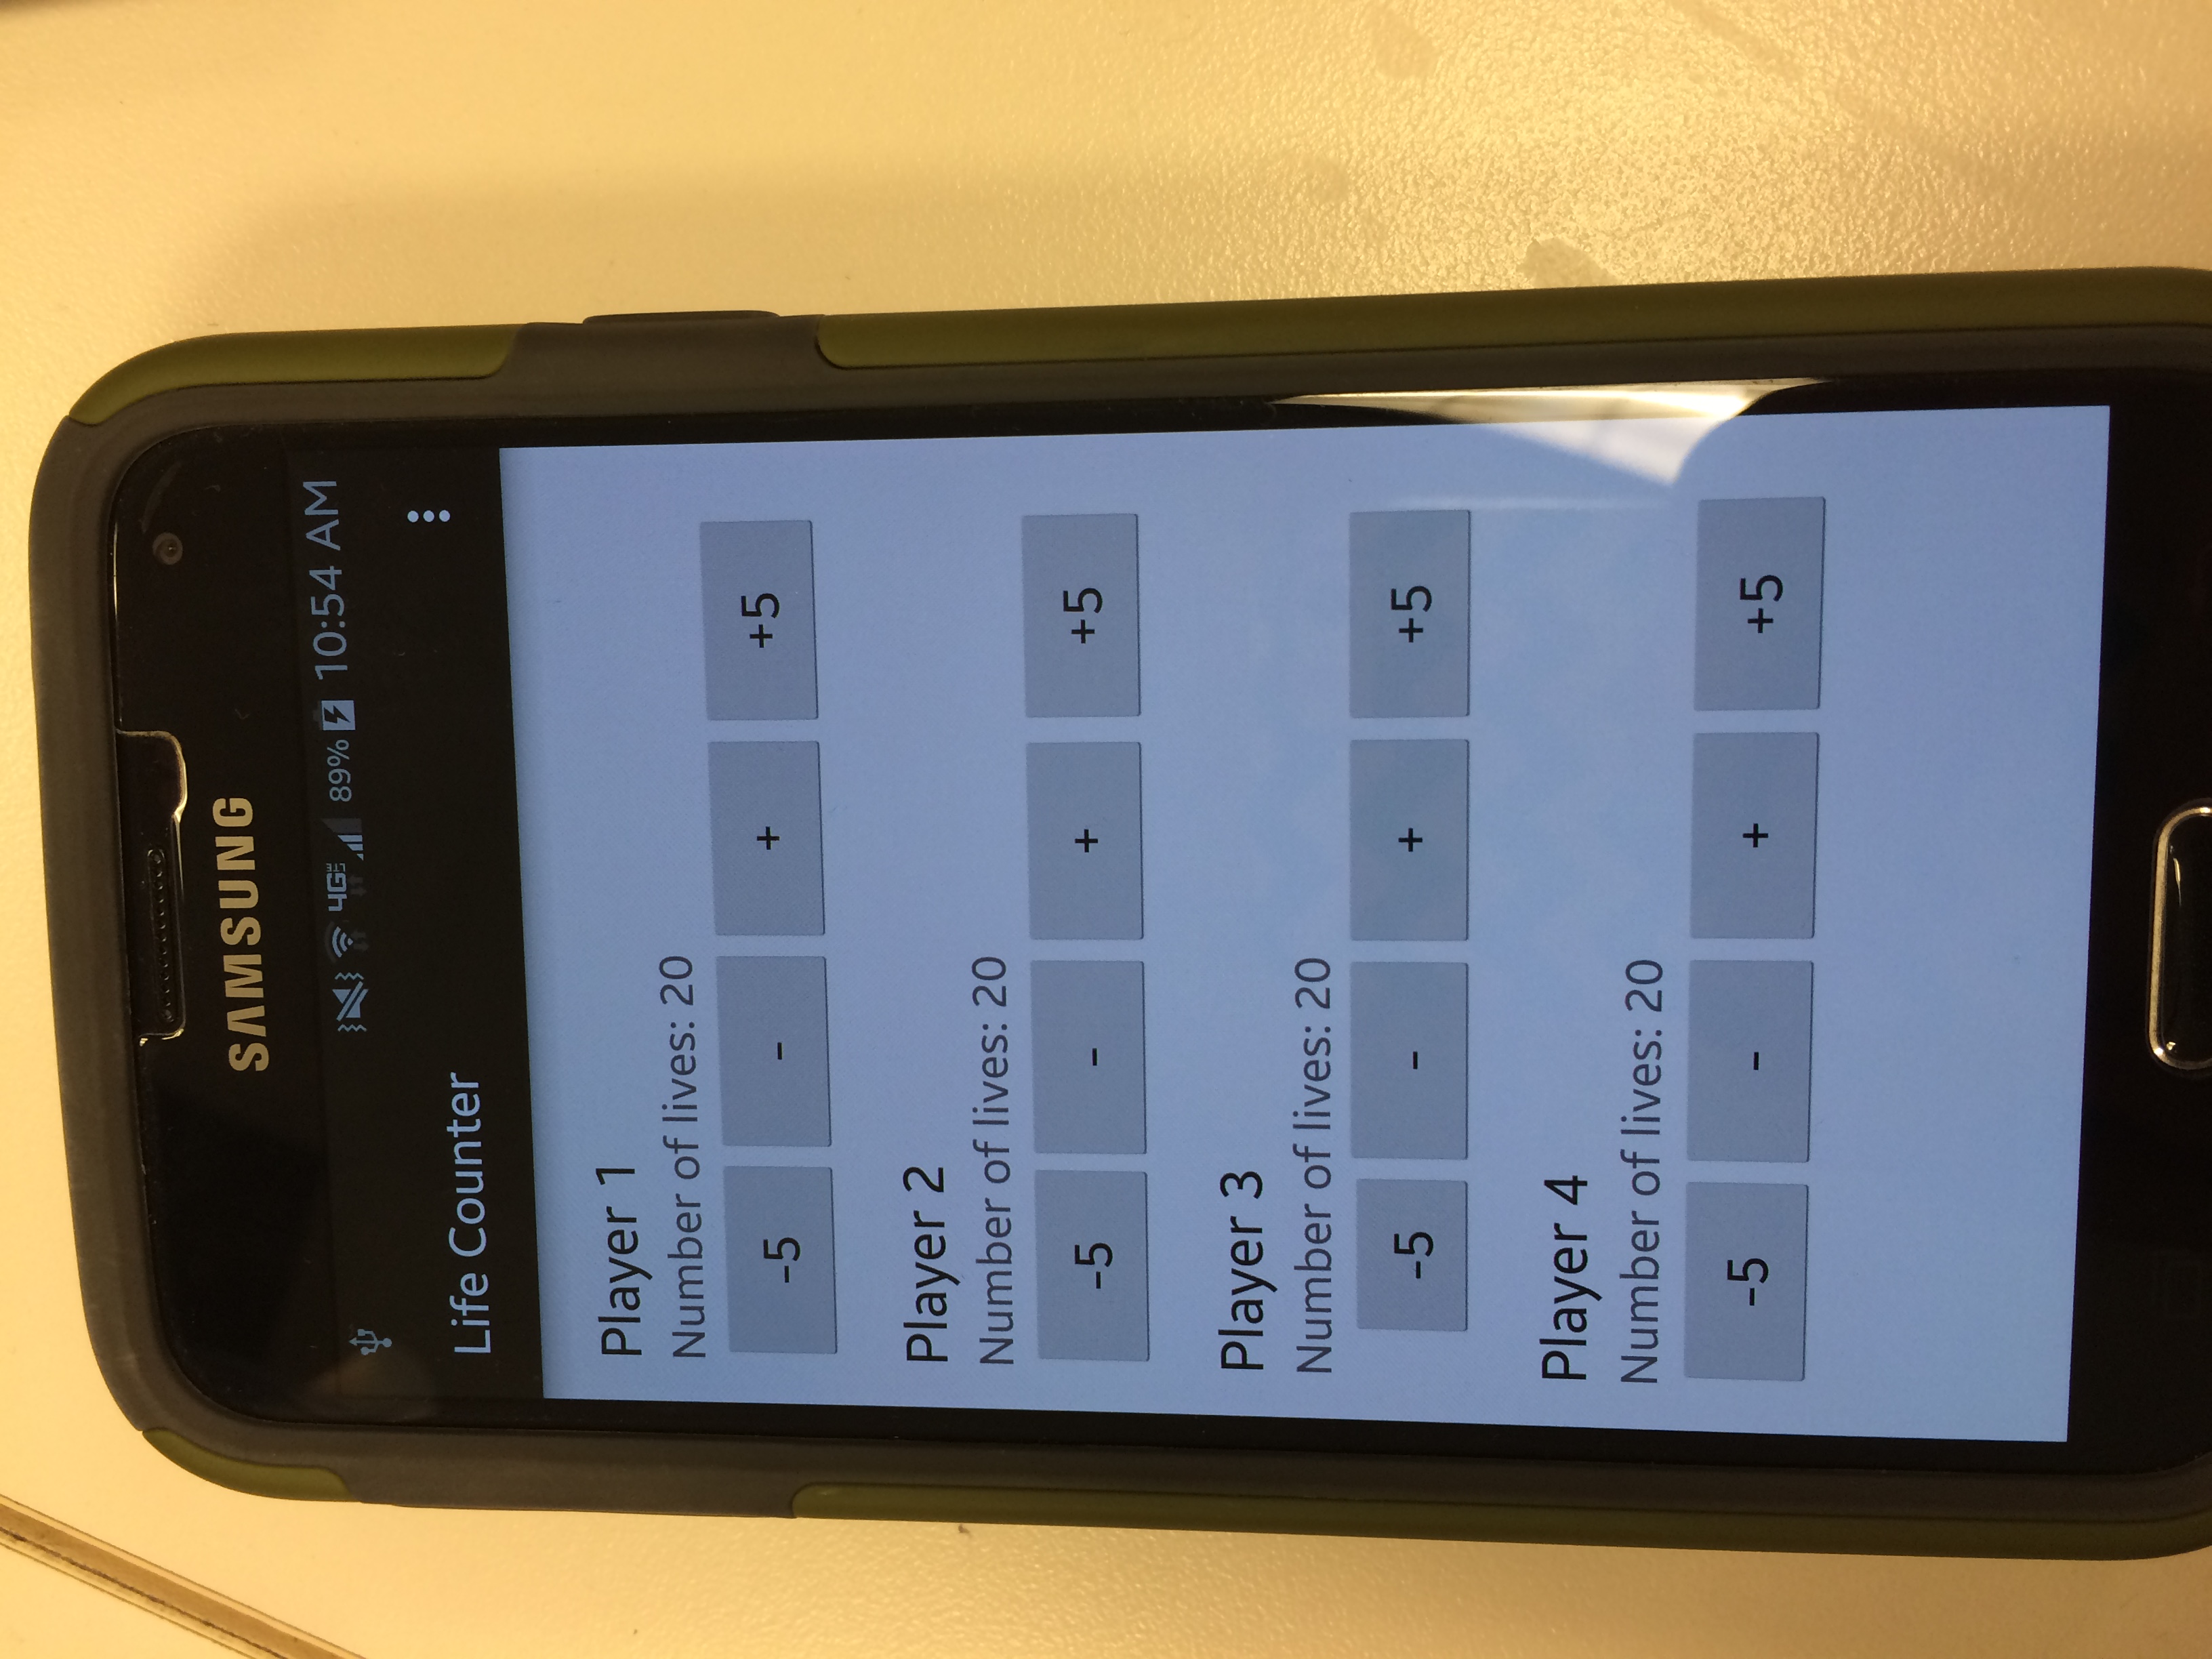 SAMSUNG
4G LTE 89% 10:54 AM
Life Counter
Player 1
Number of lives: 20
-5 - + +5
Player 2
Number of lives: 20
-5 - + +5
Player 3
Number of lives: 20
-5 - + +5
Player 4
Number of lives: 20
-5 - + +5